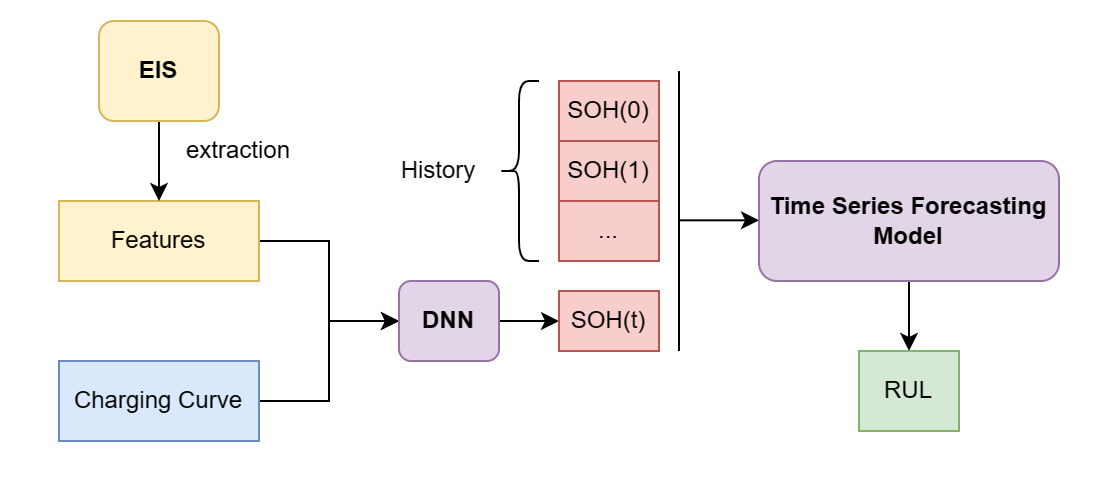 EIS
extraction
Features
Charging Curve
DNN
History
SOH(0)
SOH(1)
...
SOH(t)
Time Series Forecasting
Model
RUL